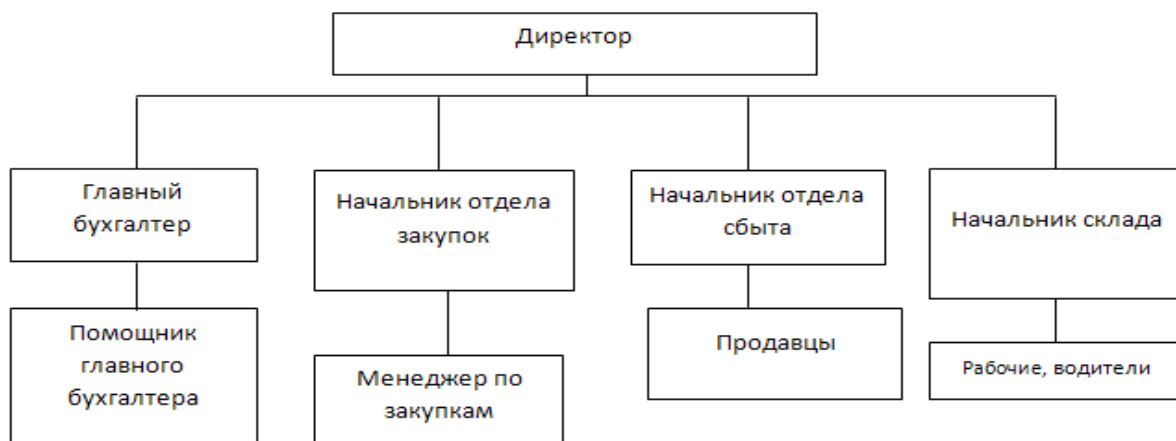 Директор
Главный
бухгалтер
Начальник отдела
закупок
Начальник отдела
сбыта
Начальник склада
Помощник
главного
бухгалтера
Менеджер по
закупкам
Продавцы
Рабочие, водители